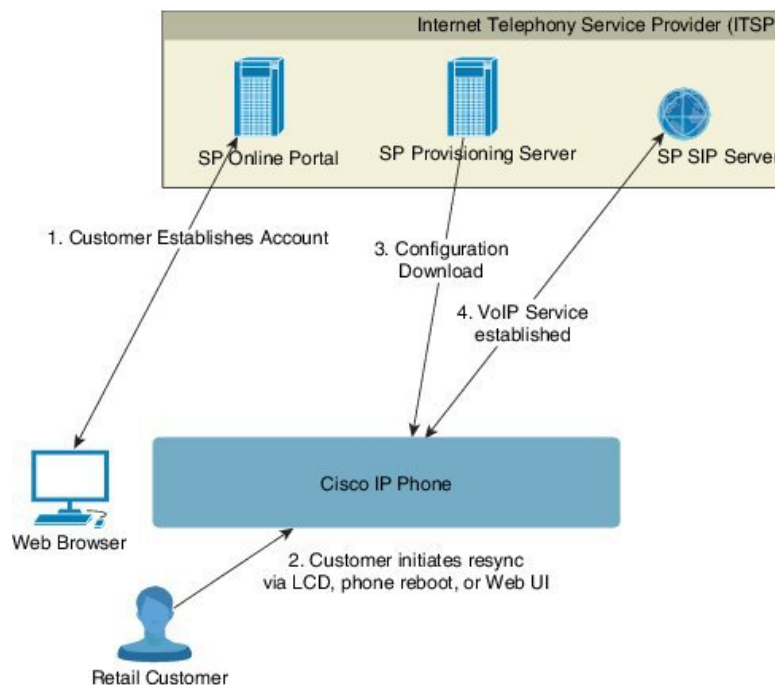 Internet Telephony Service Provider (ITSP
SP Online Portal
SP Provisioning Server
SP SIP Server
1. Customer Establishes Account
3. Configuration
Download
4. VoIP Service
established
Cisco IP Phone
Web Browser
2. Customer initiates resync
via LCD, phone reboot, or Web UI
Retail Customer